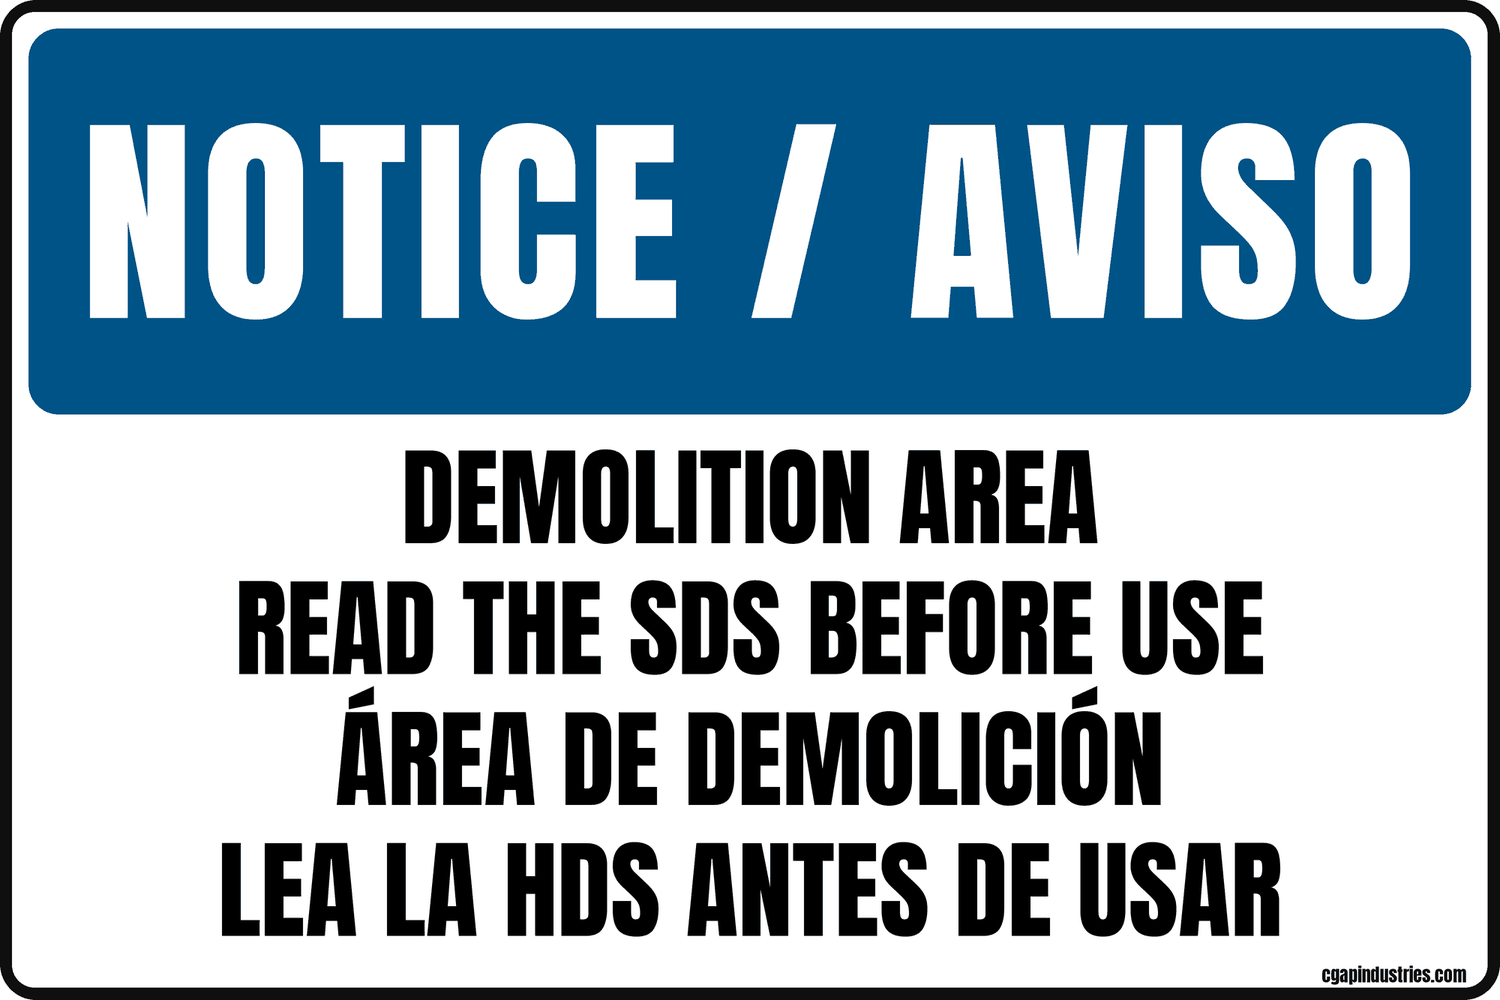 NOTICE / AVISO
DEMOLITION AREA
READ THE SDS BEFORE USE
ÁREA DE DEMOLICIÓN
LEA LA HDS ANTES DE USAR
cgapindustries.com